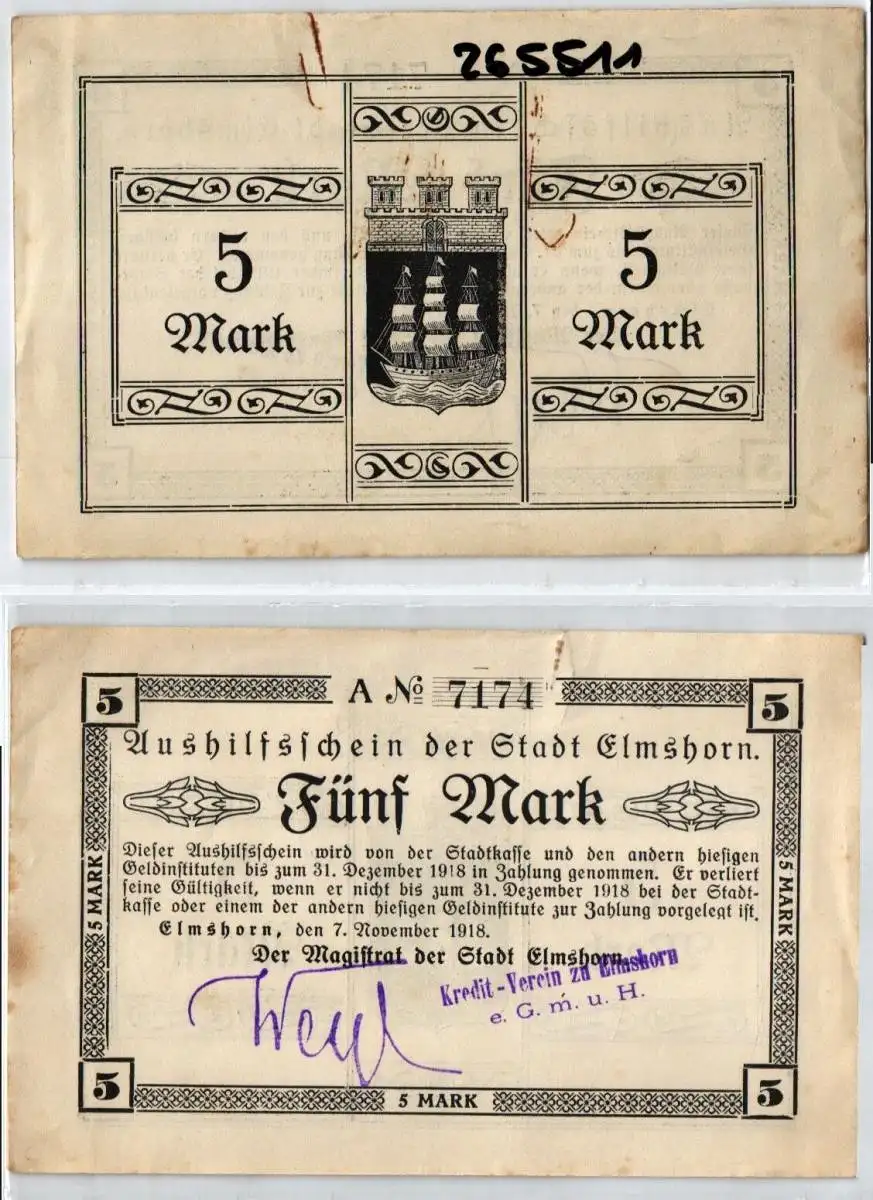 265511
5
Mark
5
Mark
A No 7174
5
5
Aushilfsschein der Stadt Elmshorn.
Fünf Mark
Dieser Aushilfsschein wird von der Stadtkasse und den andern hiesigen
Geldinstituten bis zum 31. Dezember 1918 in Zahlung genommen. Er verliert
seine Gültigkeit, wenn er nicht bis zum 31. Dezember 1918 bei der Stadt-
kasse oder einem der andern hiesigen Geldinstitute zur Zahlung vorgelegt ist.
Elmshorn, den 7. November 1918.
Der Magistrat der Stadt Elmshorn.
Kredit-Verein zu Elmshorn
e. G. m. u. H.
5 MARK
5 MARK
5
5 MARK
5